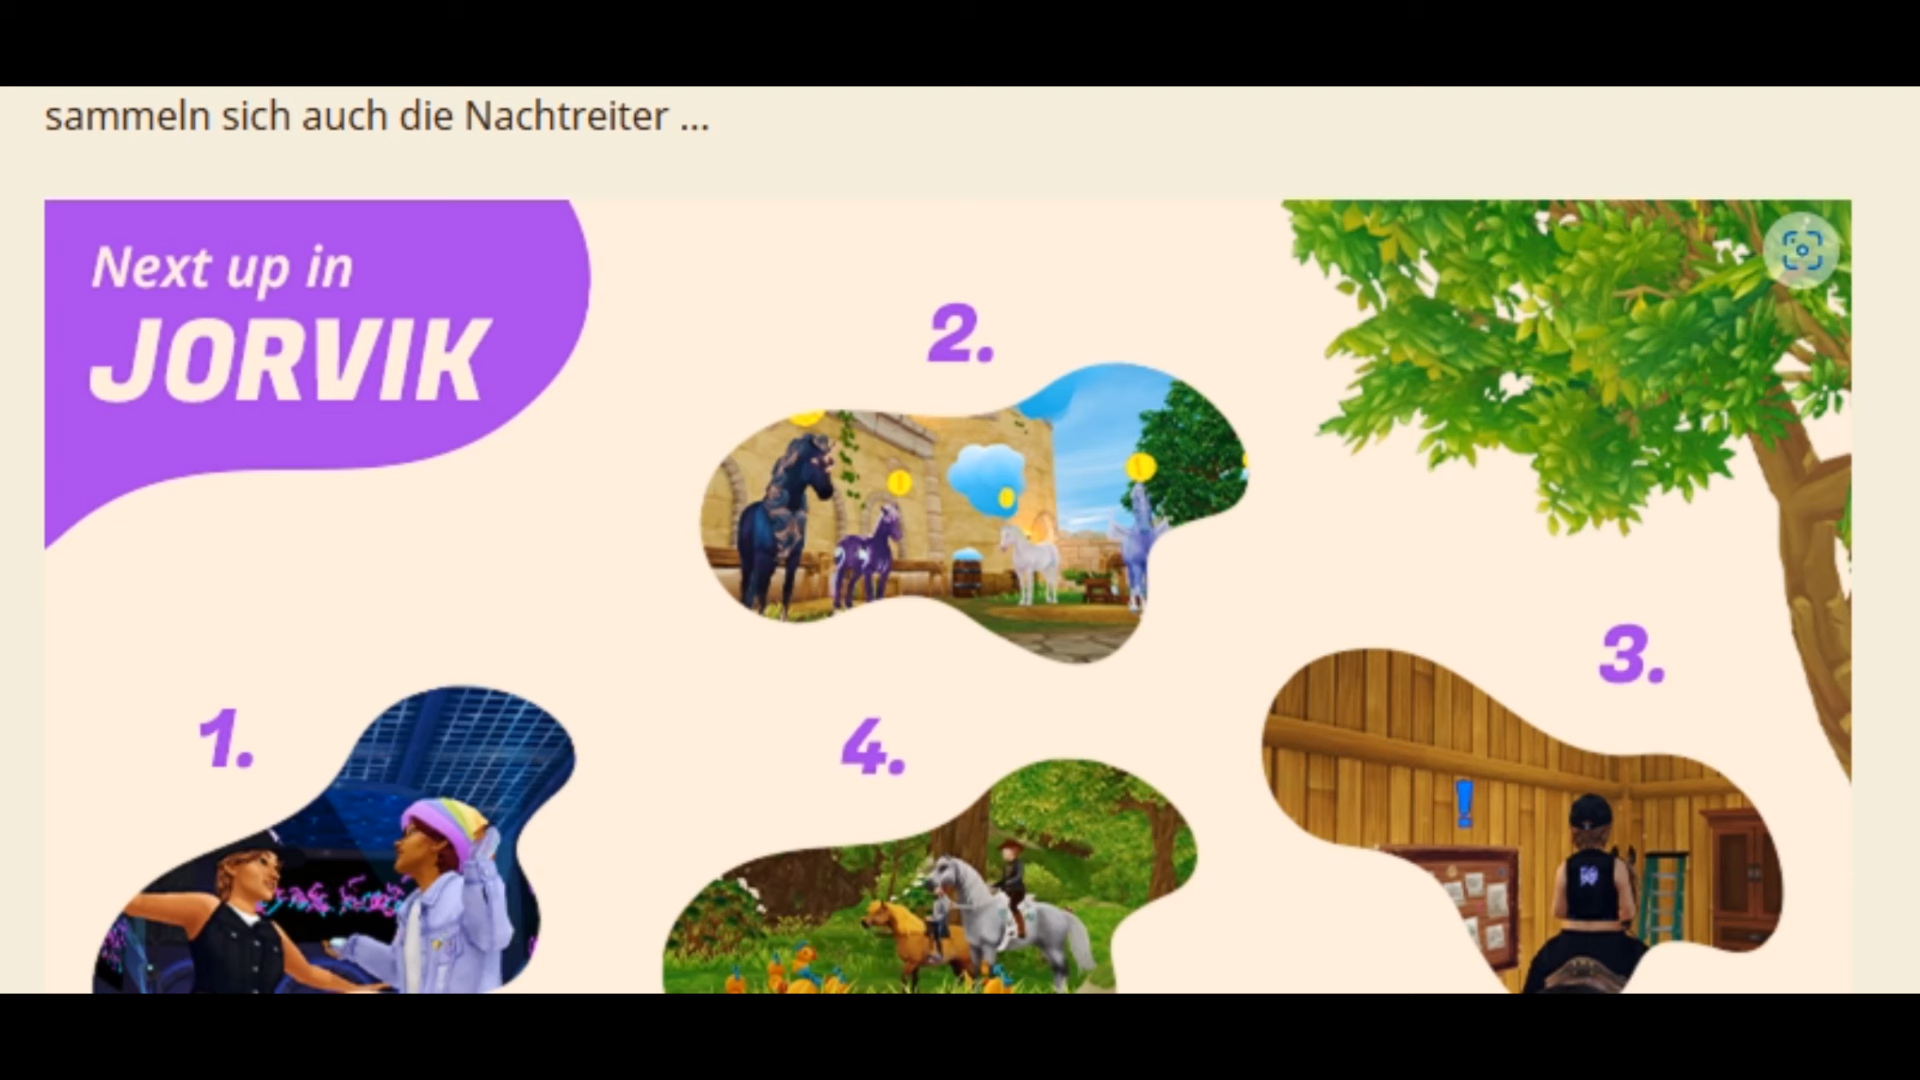 sammeln sich auch die Nachtreiter ...
Next up in
JORVIK
2.
3.
1.
4.